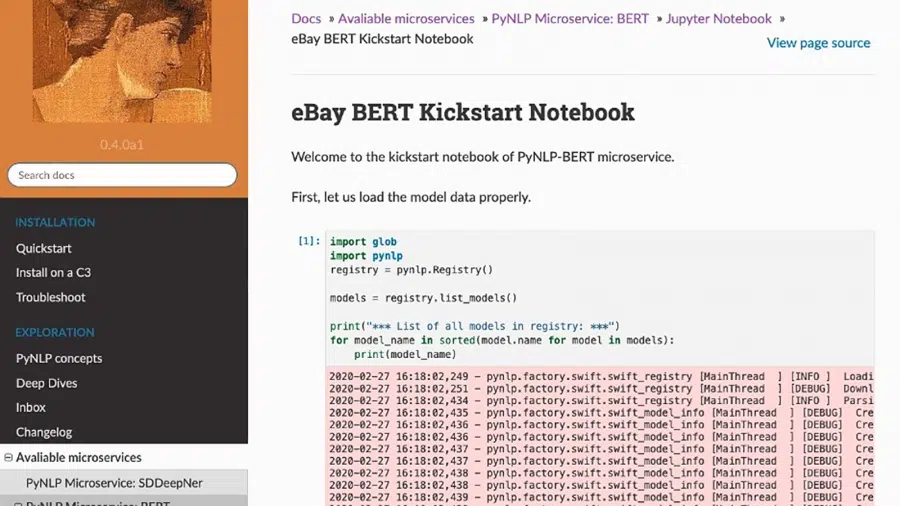 0.4.0a1
Search docs
INSTALLATION
Quickstart
Install on a C3
Troubleshoot
EXPLORATION
PyNLP concepts
Deep Dives
Inbox
Changelog
Avaliable microservices
PyNLP Microservice: SDDeepNer
PyNLP Microservice: BERT
Docs » Avaliable microservices » PyNLP Microservice: BERT » Jupyter Notebook »
eBay BERT Kickstart Notebook
View page source
eBay BERT Kickstart Notebook
Welcome to the kickstart notebook of PyNLP-BERT microservice.
First, let us load the model data properly.
[1]: import glob
import pynlp
registry = pynlp.Registry()
models = registry.list_models()
print("*** List of all models in registry: ***")
for model_name in sorted(model.name for model in models):
print(model_name)
2020-02-27 16:18:02,249 - pynlp.factory.swift.swift_registry [MainThread ] [INFO ] Loadi
2020-02-27 16:18:02,251 - pynlp.factory.swift.swift_registry [MainThread ] [DEBUG] Downl
2020-02-27 16:18:02,434 - pynlp.factory.swift.swift_registry [MainThread ] [INFO ] Parsi
2020-02-27 16:18:02,435 - pynlp.factory.swift.swift_model_info [MainThread ] [DEBUG] Cre
2020-02-27 16:18:02,436 - pynlp.factory.swift.swift_model_info [MainThread ] [DEBUG] Cre
2020-02-27 16:18:02,436 - pynlp.factory.swift.swift_model_info [MainThread ] [DEBUG] Cre
2020-02-27 16:18:02,437 - pynlp.factory.swift.swift_model_info [MainThread ] [DEBUG] Cre
2020-02-27 16:18:02,437 - pynlp.factory.swift.swift_model_info [MainThread ] [DEBUG] Cre
2020-02-27 16:18:02,438 - pynlp.factory.swift.swift_model_info [MainThread ] [DEBUG] Cre
2020-02-27 16:18:02,438 - pynlp.factory.swift.swift_model_info [MainThread ] [DEBUG] Cre
2020-02-27 16:18:02,439 - pynlp.factory.swift.swift_model_info [MainThread ] [DEBUG] Cre